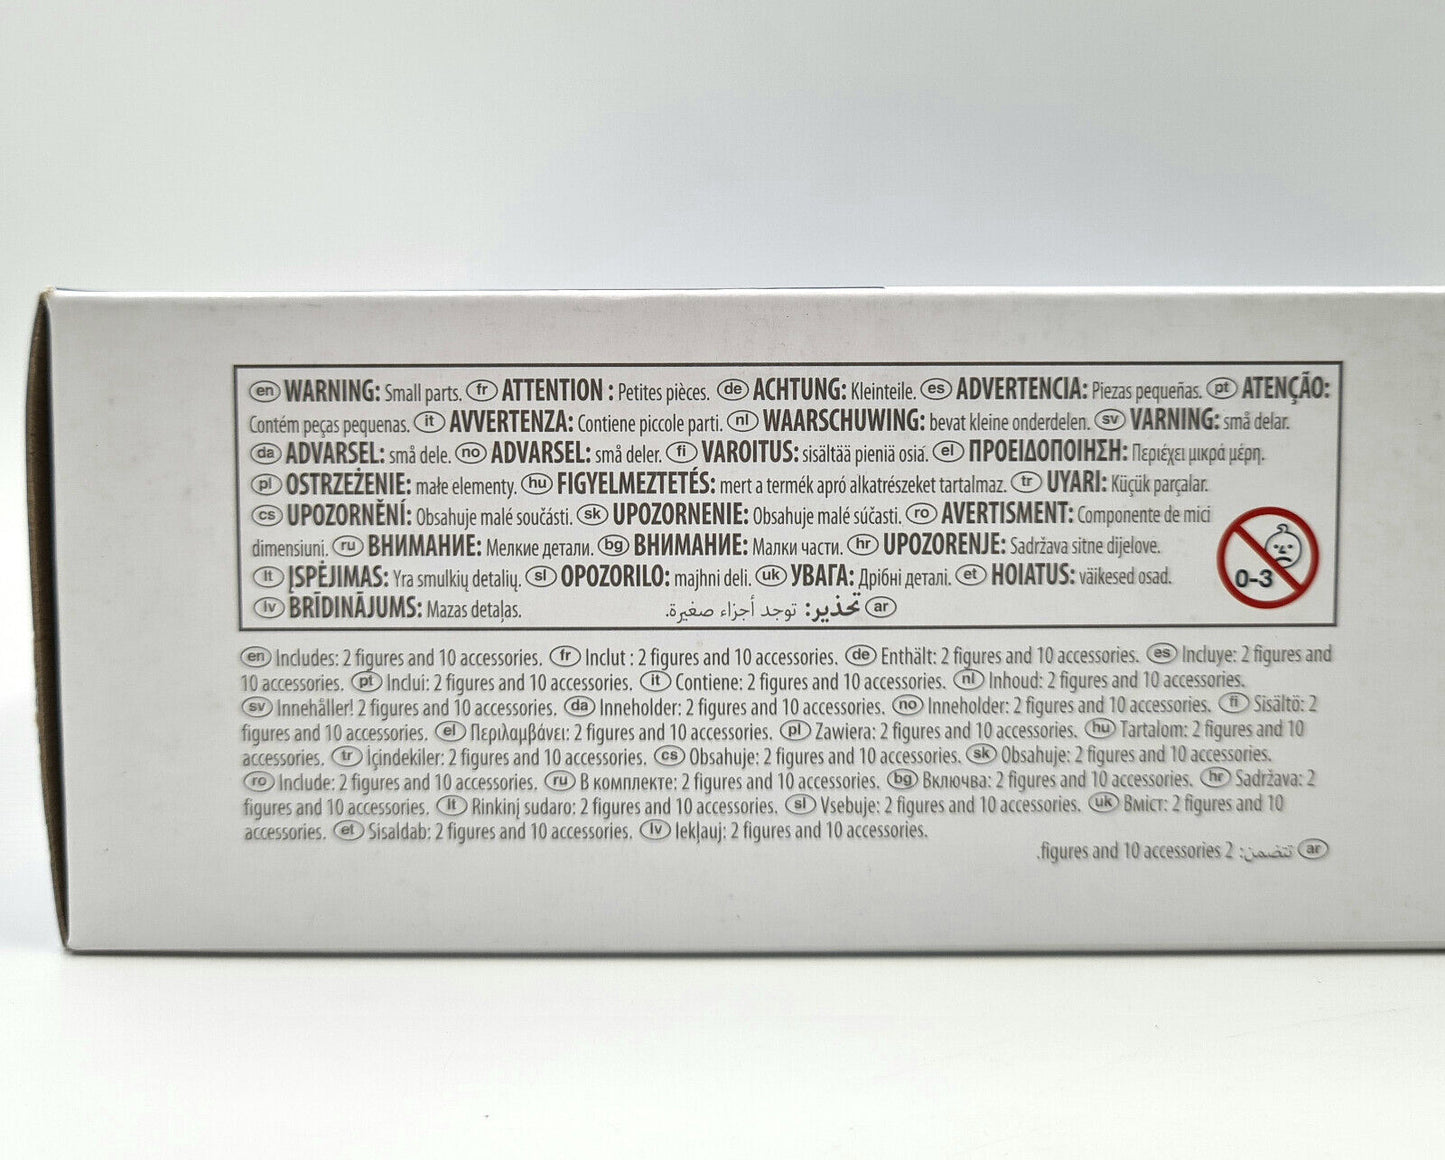 en WARNING: Small parts. fr ATTENTION : Petites pièces. de ACHTUNG: Kleinteile. es ADVERTENCIA: Piezas pequeñas. pt ATENÇÃO:
Contém peças pequenas. it AVVERTENZA: Contiene piccole parti. nl WAARSCHUWING: bevat kleine onderdelen. sv VARNING: små delar.
da ADVARSEL: små dele. no ADVARSEL: små deler. fi VAROITUS: sisältää pieniä osia. el ΠΡΟΕΙΔΟΠΟΙΗΣΗ: Περιέχει μικρά μέρη.
pl OSTRZEŻENIE: małe elementy. hu FIGYELMEZTETÉS: mert a termék apró alkatrészeket tartalmaz. tr UYARI: Küçük parçalar.
cs UPOZORNĚNÍ: Obsahuje malé součásti. sk UPOZORNENIE: Obsahuje malé súčasti. ro AVERTISMENT: Componente de mici
dimensiuni. ru ВНИМАНИЕ: Мелкие детали. bg ВНИМАНИЕ: Малки части. hr UPOZORENJE: Sadržava sitne dijelove.
lt ĮSPĖJIMAS: Yra smulkių detalių. sl OPOZORILO: majhni deli. uk УВАГА: Дрібні деталі. et HOIATUS: väikesed osad.
0-3
lv BRĪDINĀJUMS: Mazas detaļas. ar تحذير: توجد أجزاء صغيرة.
en Includes: 2 figures and 10 accessories. fr Inclut : 2 figures and 10 accessories. de Enthält: 2 figures and 10 accessories. es Incluye: 2 figures and
10 accessories. pt Inclui: 2 figures and 10 accessories. it Contiene: 2 figures and 10 accessories. nl Inhoud: 2 figures and 10 accessories.
sv Innehåller! 2 figures and 10 accessories. da Inneholder: 2 figures and 10 accessories. no Inneholder: 2 figures and 10 accessories. fi Sisältö: 2
figures and 10 accessories. el Περιλαμβάνει: 2 figures and 10 accessories. pl Zawiera: 2 figures and 10 accessories. hu Tartalom: 2 figures and 10
accessories. tr İçindekiler: 2 figures and 10 accessories. cs Obsahuje: 2 figures and 10 accessories. sk Obsahuje: 2 figures and 10 accessories.
ro Include: 2 figures and 10 accessories. ru В комплекте: 2 figures and 10 accessories. bg Включва: 2 figures and 10 accessories. hr Sadržava: 2
figures and 10 accessories. lt Rinkinį sudaro: 2 figures and 10 accessories. sl Vsebuje: 2 figures and 10 accessories. uk Вміст: 2 figures and 10
accessories. et Sisaldab: 2 figures and 10 accessories. lv Iekļauj: 2 figures and 10 accessories.
ar تتضمن: 2 figures and 10 accessories.